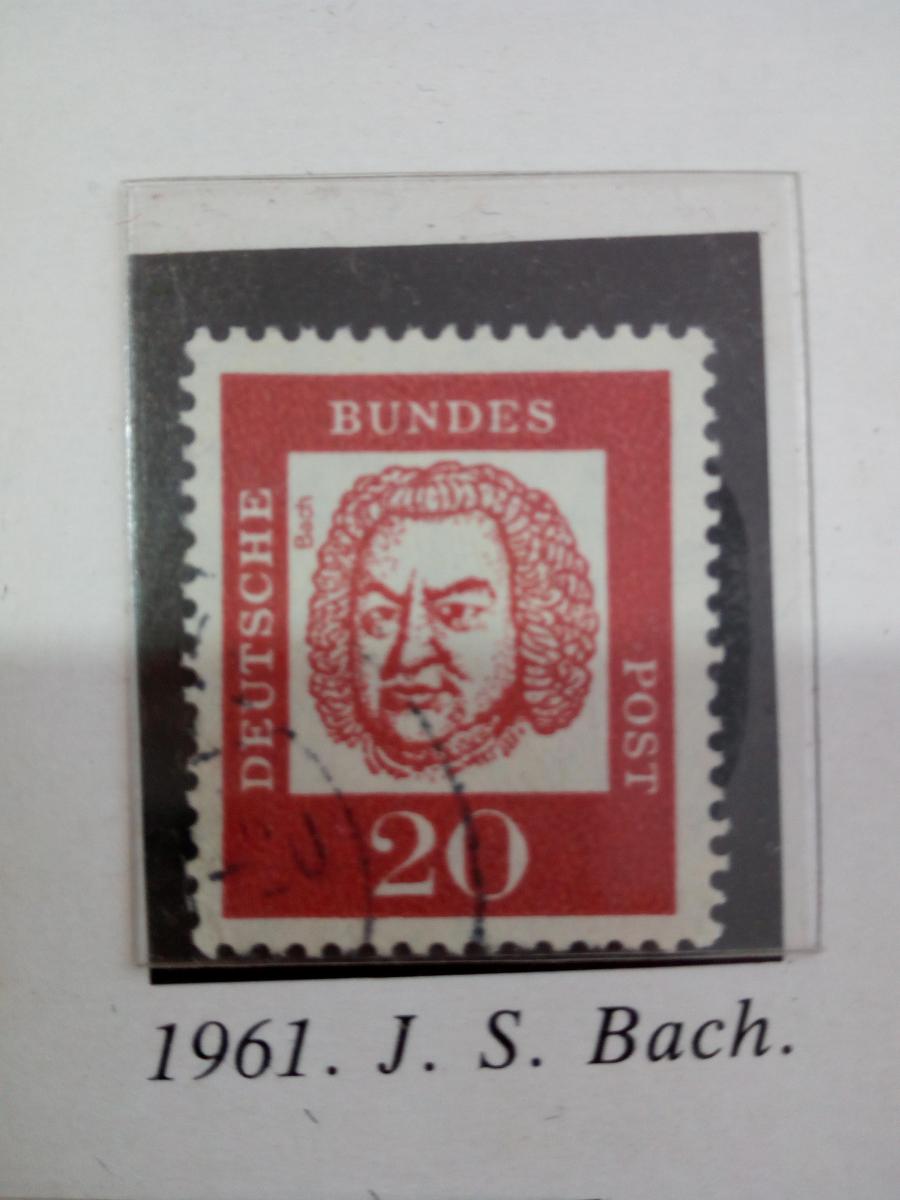 BUNDES
DEUTSCHE
Bach
POST
20
1961. J. S. Bach.